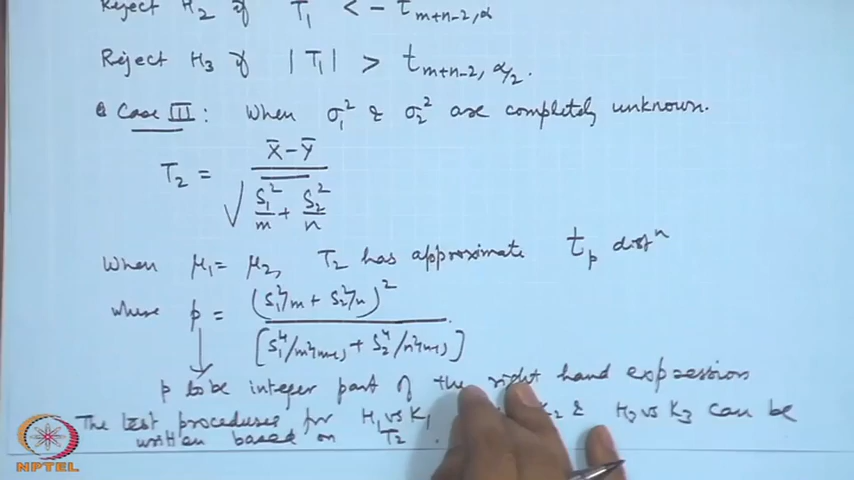 Reject H₂ if T₁ < - t_{m+n-2, α}
Reject H₃ if |T₁| > t_{m+n-2, α/2}.
Case III : When σ₁² & σ₂² are completely unknown.
T₂ = (X̄ - Ȳ) / √(S₁²/m + S₂²/n)
When μ₁ = μ₂, T₂ has approximate t_p distⁿ
where p = (S₁²/m + S₂²/n)² / [S₁⁴/m²(m-1) + S₂⁴/n²(n-1)]
p to be integer part of the right hand expression
The test procedures for H₁ vs K₁ K₂ & H₃ vs K₃ can be
written based on T₂.
NPTEL